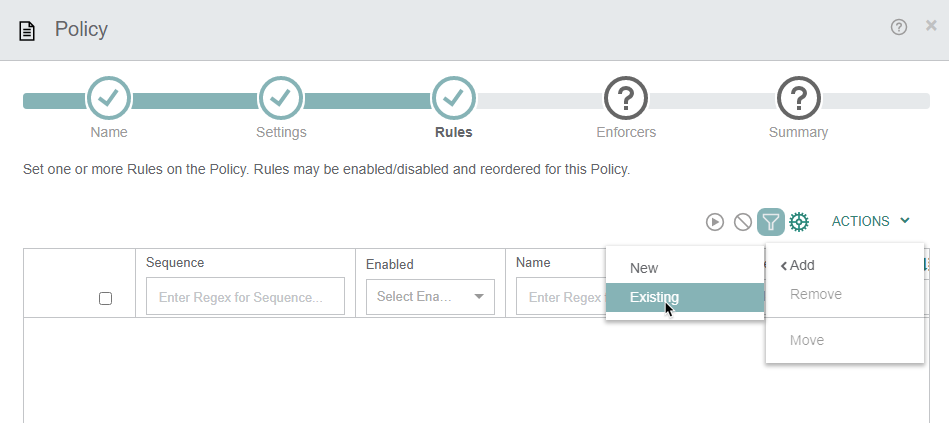 Policy
Name
Settings
Rules
Enforcers
Summary
Set one or more Rules on the Policy. Rules may be enabled/disabled and reordered for this Policy.
ACTIONS
Sequence
Enabled
Name
Enter Regex for Sequence...
Select Ena...
Enter Regex f
New
Existing
Add
Remove
Move